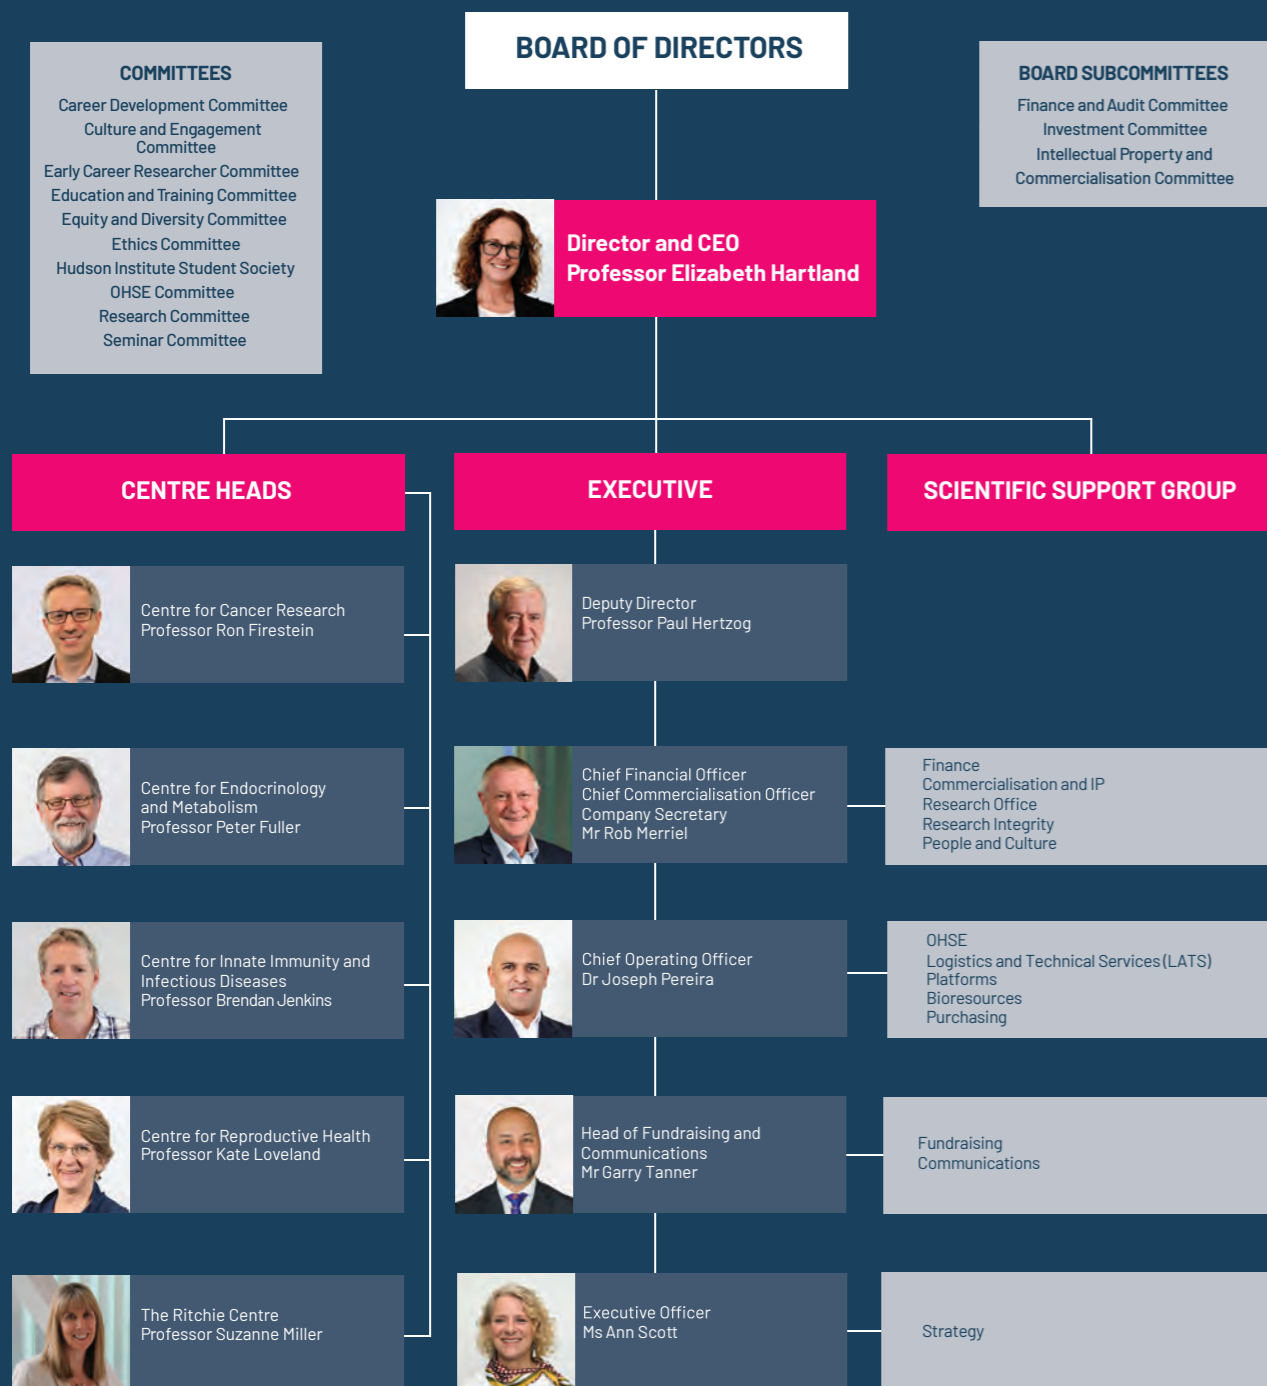 BOARD OF DIRECTORS
COMMITTEES
Career Development Committee
Culture and Engagement
Committee
Early Career Researcher Committee
Education and Training Committee
Equity and Diversity Committee
Ethics Committee
Hudson Institute Student Society
OHSE Committee
Research Committee
Seminar Committee
BOARD SUBCOMMITTEES
Finance and Audit Committee
Investment Committee
Intellectual Property and
Commercialisation Committee
Director and CEO
Professor Elizabeth Hartland
CENTRE HEADS
Centre for Cancer Research
Professor Ron Firestein
Centre for Endocrinology
and Metabolism
Professor Peter Fuller
Centre for Innate Immunity and
Infectious Diseases
Professor Brendan Jenkins
Centre for Reproductive Health
Professor Kate Loveland
The Ritchie Centre
Professor Suzanne Miller
EXECUTIVE
Deputy Director
Professor Paul Hertzog
Chief Financial Officer
Chief Commercialisation Officer
Company Secretary
Mr Rob Merriel
Chief Operating Officer
Dr Joseph Pereira
Head of Fundraising and
Communications
Mr Garry Tanner
Executive Officer
Ms Ann Scott
SCIENTIFIC SUPPORT GROUP
Finance
Commercialisation and IP
Research Office
Research Integrity
People and Culture
OHSE
Logistics and Technical Services (LATS)
Platforms
Bioresources
Purchasing
Fundraising
Communications
Strategy